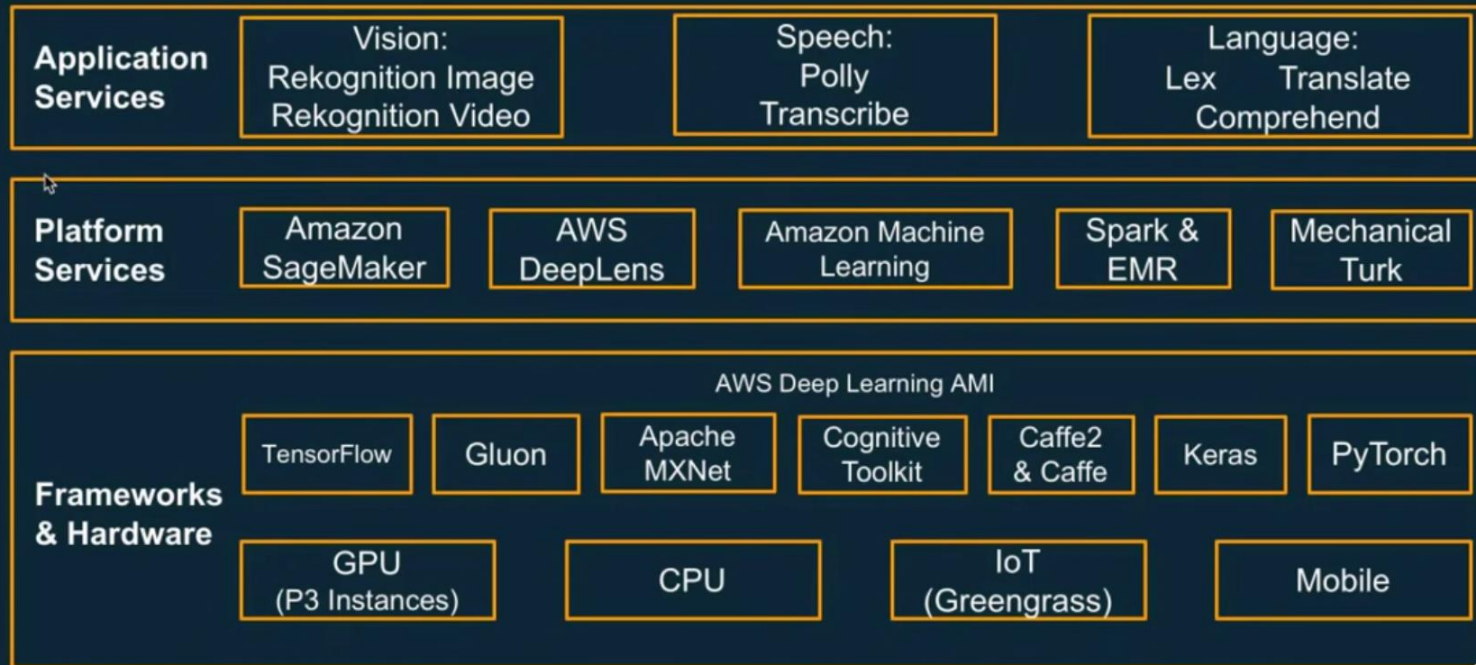 Application
Services
Vision:
Rekognition Image
Rekognition Video
Speech:
Polly
Transcribe
Language:
Lex Translate
Comprehend
Platform
Services
Amazon
SageMaker
AWS
DeepLens
Amazon Machine
Learning
Spark &
EMR
Mechanical
Turk
Frameworks
& Hardware
AWS Deep Learning AMI
TensorFlow
Gluon
Apache
MXNet
Cognitive
Toolkit
Caffe2
& Caffe
Keras
PyTorch
GPU
(P3 Instances)
CPU
IoT
(Greengrass)
Mobile